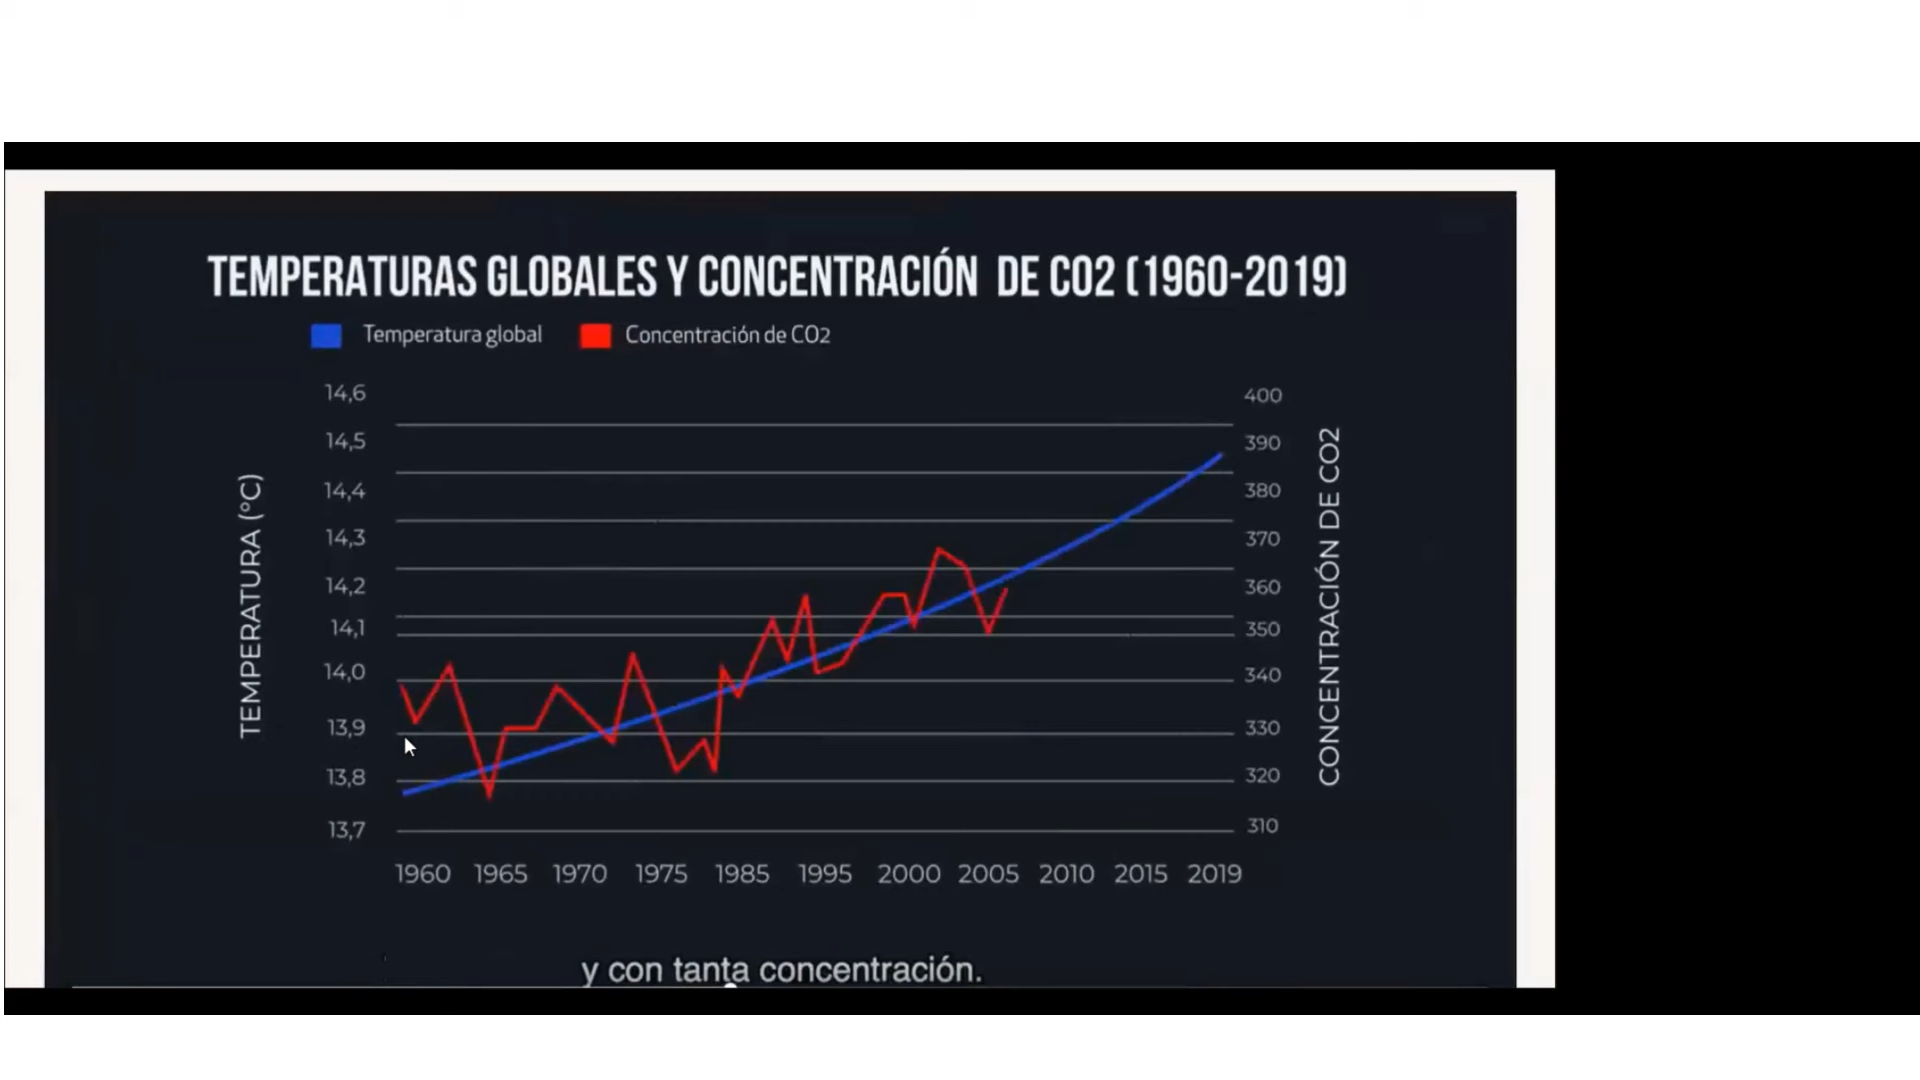 TEMPERATURAS GLOBALES Y CONCENTRACIÓN DE CO2 (1960-2019)
Temperatura global Concentración de CO2
14,6 400
14,5 390
14,4 380
14,3 370
14,2 360
14,1 350
14,0 340
13,9 330
13,8 320
13,7 310
TEMPERATURA (°C)
CONCENTRACIÓN DE CO2
1960 1965 1970 1975 1985 1995 2000 2005 2010 2015 2019
y con tanta concentración.